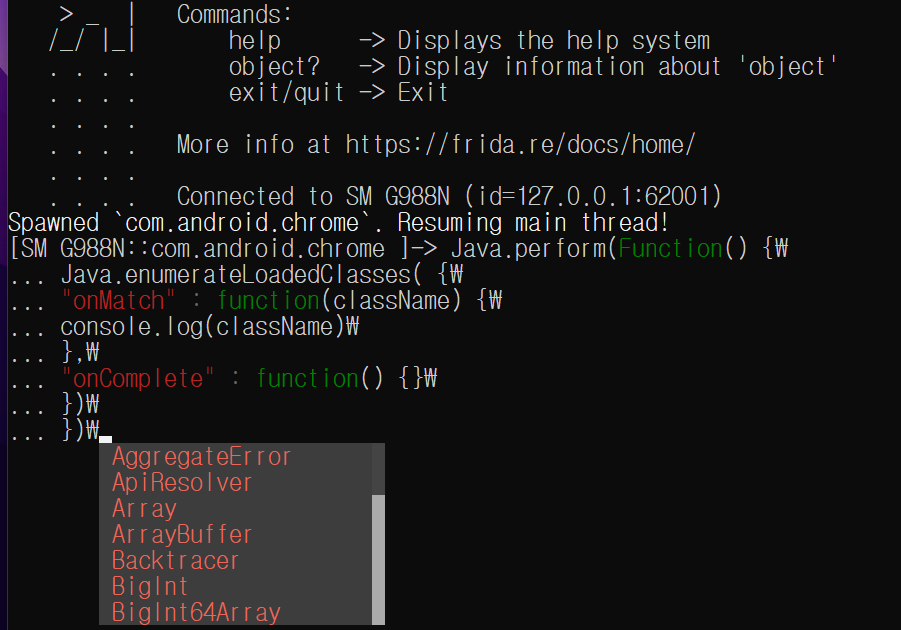 > _  |   Commands:
/_/ |_|       help      -> Displays the help system
. . . .       object?   -> Display information about 'object'
. . . .       exit/quit -> Exit
. . . .
. . . .   More info at https://frida.re/docs/home/
. . . .
. . . .   Connected to SM G988N (id=127.0.0.1:62001)
Spawned `com.android.chrome`. Resuming main thread!
[SM G988N::com.android.chrome ]-> Java.perform(Function() {₩
... Java.enumerateLoadedClasses( {₩
... "onMatch" : function(className) {₩
... console.log(className)₩
... },₩
... "onComplete" : function() {}₩
... })₩
... })₩
AggregateError
ApiResolver
Array
ArrayBuffer
Backtracer
BigInt
BigInt64Array